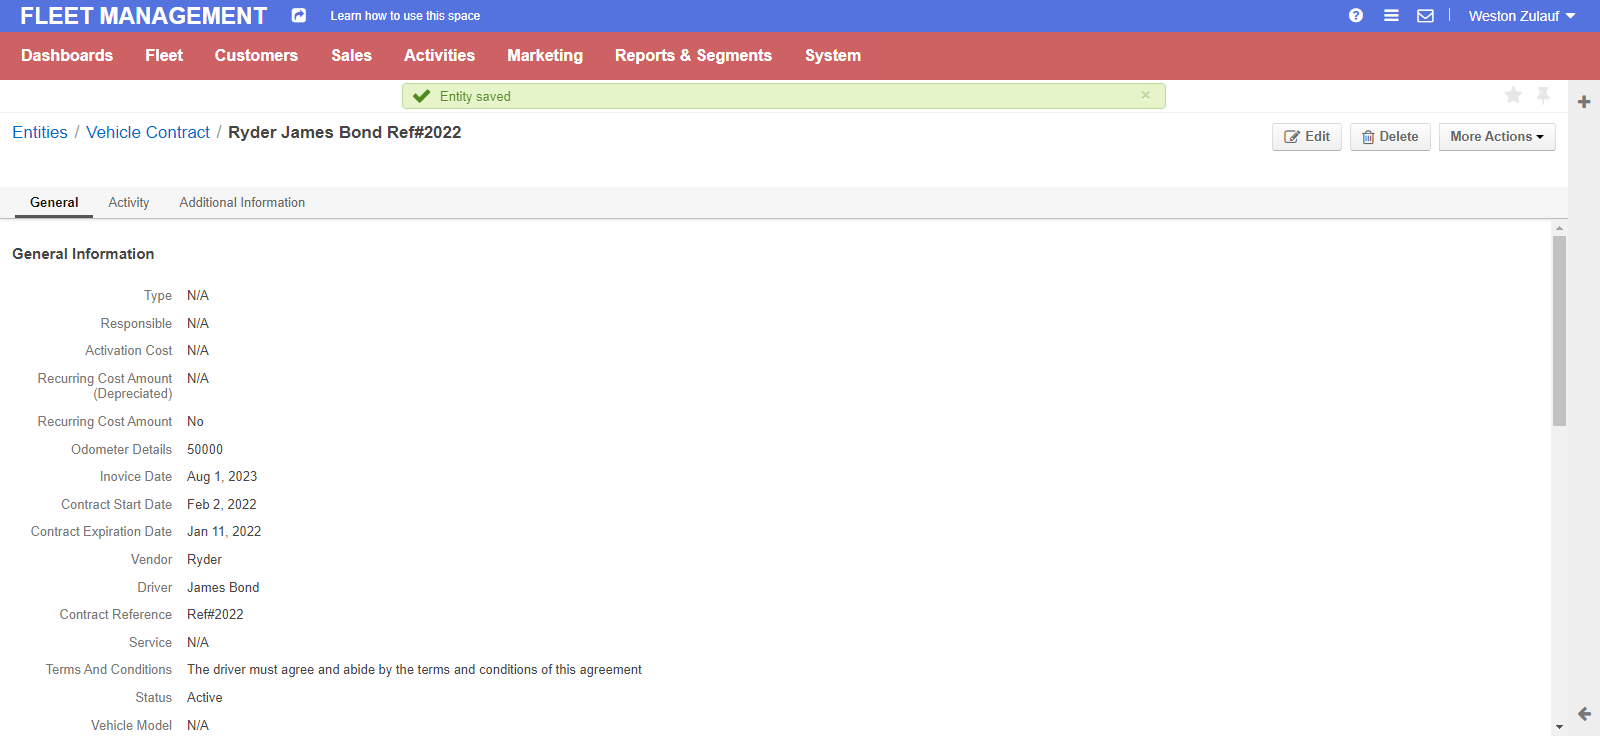 FLEET MANAGEMENT Learn how to use this space Weston Zulauf
Dashboards Fleet Customers Sales Activities Marketing Reports & Segments System
Entity saved ×
Entities / Vehicle Contract / Ryder James Bond Ref#2022
Edit Delete More Actions
General Activity Additional Information
General Information
Type N/A
Responsible N/A
Activation Cost N/A
Recurring Cost Amount N/A
(Depreciated)
Recurring Cost Amount No
Odometer Details 50000
Inovice Date Aug 1, 2023
Contract Start Date Feb 2, 2022
Contract Expiration Date Jan 11, 2022
Vendor Ryder
Driver James Bond
Contract Reference Ref#2022
Service N/A
Terms And Conditions The driver must agree and abide by the terms and conditions of this agreement
Status Active
Vehicle Model N/A